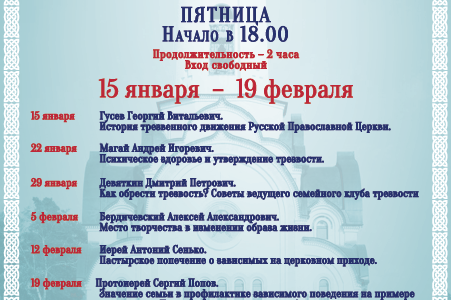 ПЯТНИЦА
Начало в 18.00
Продолжительность – 2 часа
Вход свободный
15 января – 19 февраля
15 января Гусев Георгий Витальевич.
История трезвенного движения Русской Православной Церкви.
22 января Магай Андрей Игоревич.
Психическое здоровье и утверждение трезвости.
29 января Девяткин Дмитрий Петрович.
Как обрести трезвость? Советы ведущего семейного клуба трезвости
5 февраля Бердичевский Алексей Александрович.
Место творчества в изменении образа жизни.
12 февраля Иерей Антоний Сенько.
Пастырское попечение о зависимых на церковном приходе.
19 февраля Протоиерей Сергий Попов.
Значение семьи в профилактике зависимого поведения на примере